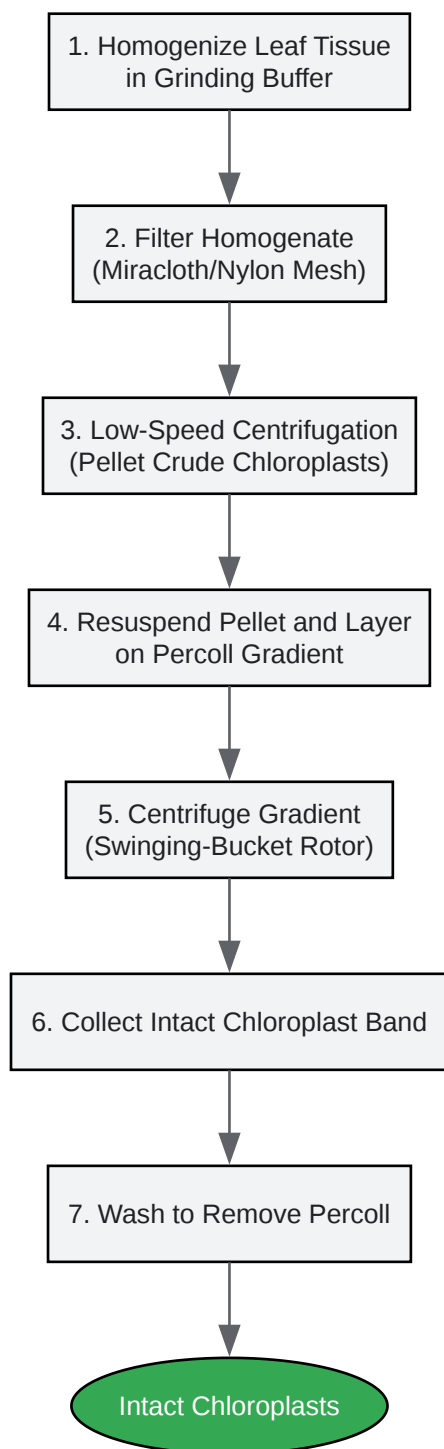 1. Homogenize Leaf Tissue
in Grinding Buffer
2. Filter Homogenate
(Miracloth/Nylon Mesh)
3. Low-Speed Centrifugation
(Pellet Crude Chloroplasts)
4. Resuspend Pellet and Layer
on Percoll Gradient
5. Centrifuge Gradient
(Swinging-Bucket Rotor)
6. Collect Intact Chloroplast Band
7. Wash to Remove Percoll
Intact Chloroplasts